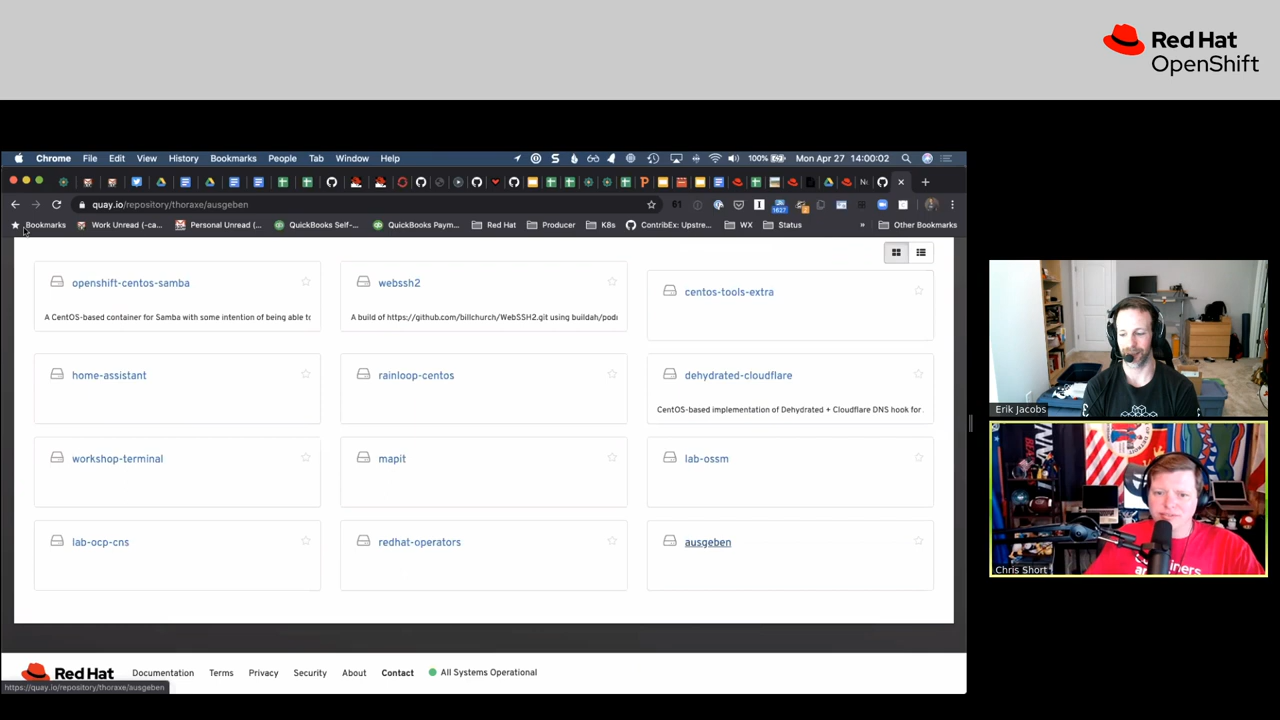 Red Hat
OpenShift
Chrome File Edit View History Bookmarks People Tab Window Help 100% Mon Apr 27 14:00:02
quay.io/repository/thoraxe/ausgeben
Bookmarks Work Unread (-ca... Personal Unread (... QuickBooks Self-... QuickBooks Paym... Red Hat Producer K8s ContribEx: Upstre... WX Status » Other Bookmarks
openshift-centos-samba webssh2 centos-tools-extra
A CentOS-based container for Samba with some intention of being able to A build of https://github.com/billchurch/WebSSH2.git using buildah/pod
home-assistant rainloop-centos dehydrated-cloudflare
CentOS-based implementation of Dehydrated + Cloudflare DNS hook for
Erik Jacobs
workshop-terminal mapit lab-ossm
lab-ocp-cns redhat-operators ausgeben
Chris Short
Red Hat Documentation Terms Privacy Security About Contact All Systems Operational
https://quay.io/repository/thoraxe/ausgeben